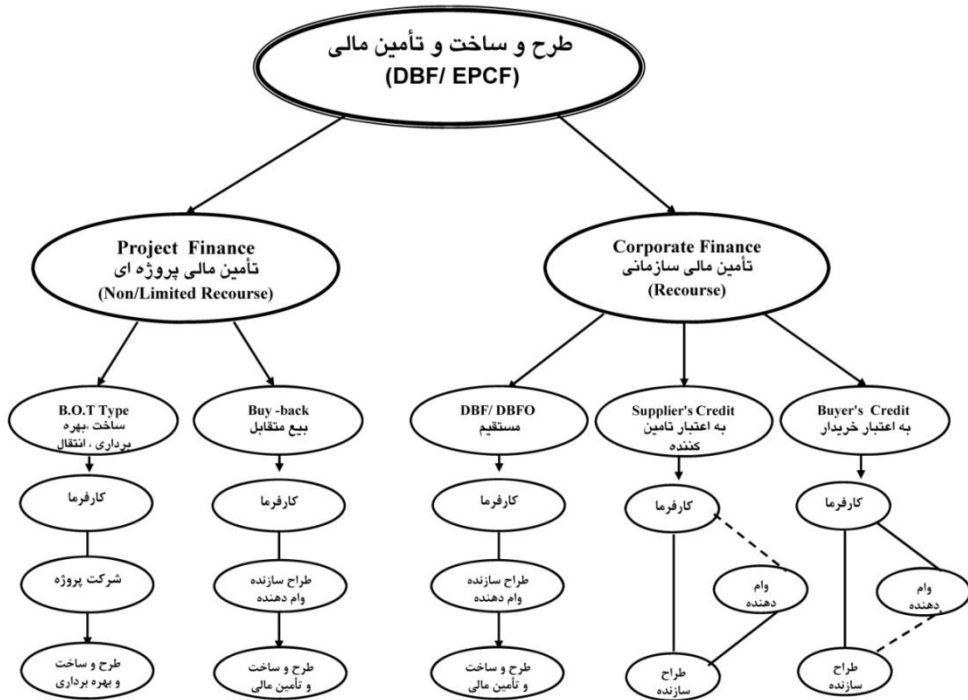 طرح و ساخت و تأمین مالی
(DBF/ EPCF)
Project Finance
تأمین مالی پروژه ای
(Non/Limited Recourse)
Corporate Finance
تأمین مالی سازمانی
(Recourse)
B.O.T Type
ساخت ،بهره
برداری ، انتقال
Buy -back
بیع متقابل
DBF/ DBFO
مستقیم
Supplier's Credit
به اعتبار تامین
کننده
Buyer's Credit
به اعتبار خریدار
کارفرما
کارفرما
کارفرما
کارفرما
کارفرما
شرکت پروژه
طراح سازنده
وام دهنده
طراح سازنده
وام دهنده
وام
دهنده
وام
دهنده
طرح و ساخت
و بهره برداری
طرح و ساخت
و تأمین مالی
طرح و ساخت
و تأمین مالی
طراح
سازنده
طراح
سازنده